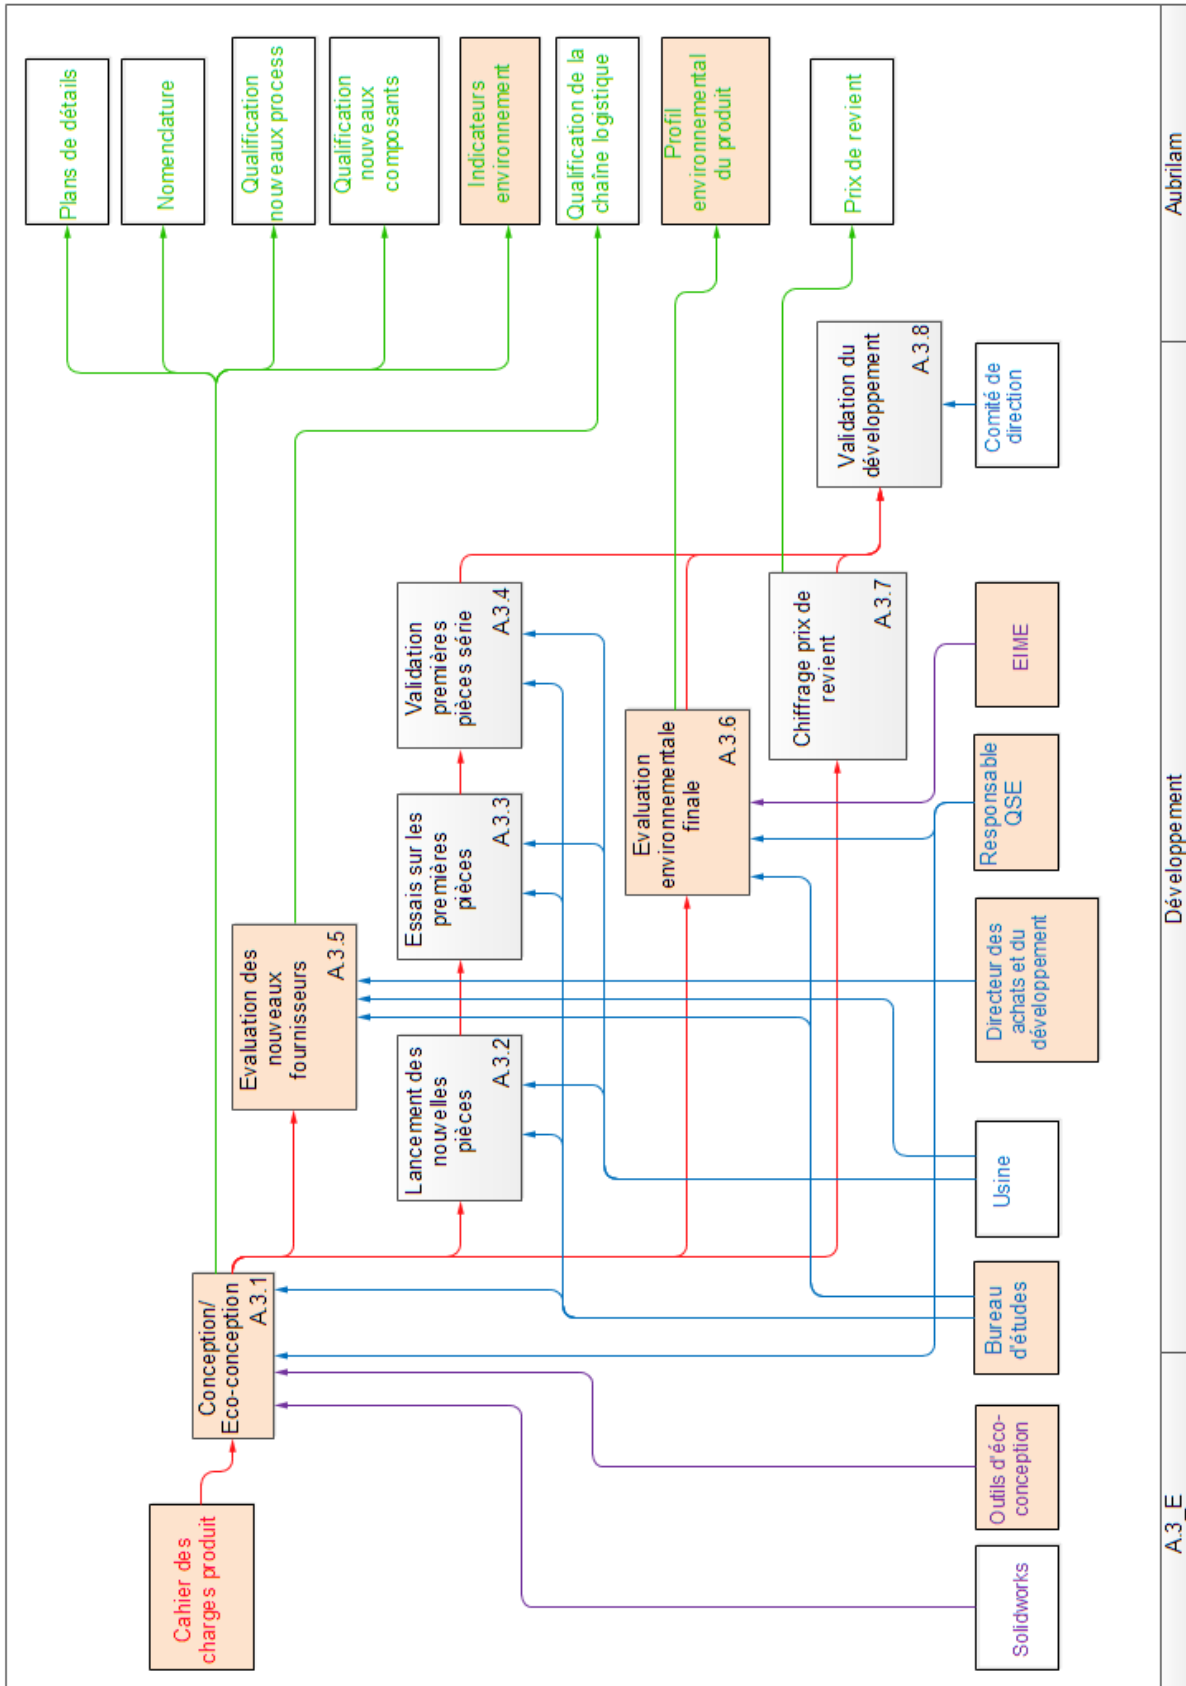 Cahier des
charges produit
Conception/
Eco-conception
A.3.1
Evaluation des
nouveaux
fournisseurs
A.3.5
Lancement des
nouvelles
pièces
A.3.2
Essais sur les
premières
pièces
A.3.3
Validation
premières
pièces série
A.3.4
Evaluation
environnementale
finale
A.3.6
Chiffrage prix de
revient
A.3.7
Validation du
développement
A.3.8
Plans de détails
Nomenclature
Qualification
nouveaux process
Qualification
nouveaux
composants
Indicateurs
environnement
Qualification de la
chaîne logistique
Profil
environnemental
du produit
Prix de revient
Solidworks
Outils d'éco-
conception
Bureau
d'études
Usine
Directeur des
achats et du
développement
Responsable
QSE
EIME
Comité de
direction
A.3_E
Développement
Aubrilam